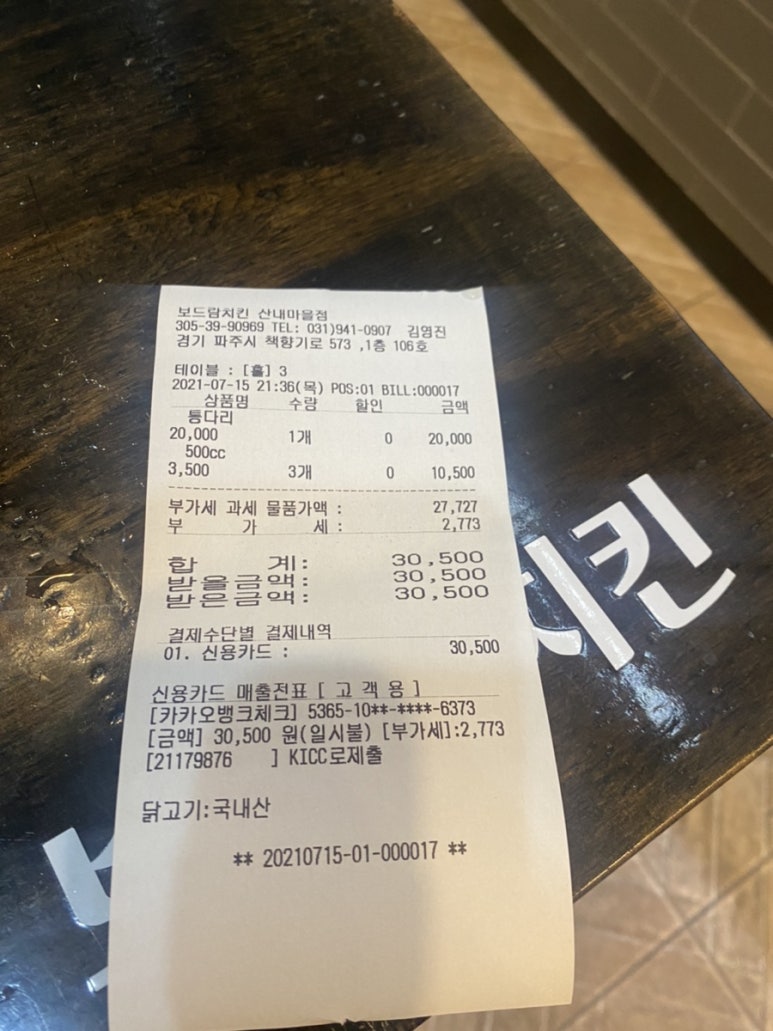 보드람치킨 산내마을점
305-39-90969 TEL: 031)941-0907 김영진
경기 파주시 책향기로 573 ,1층 106호
테이블 : [홀] 3
2021-07-15 21:36(목) POS:01 BILL:000017
상품명 수량 할인 금액
통다리
20,000 1개 0 20,000
500cc
3,500 3개 0 10,500
부가세 과세 물품가액 : 27,727
부 가 세 : 2,773
합 계: 30,500
받을금액: 30,500
받은금액: 30,500
결제수단별 결제내역
01. 신용카드 : 30,500
신용카드 매출전표 [ 고 객 용 ]
[카카오뱅크체크] 5365-10**-****-6373
[금액] 30,500 원(일시불) [부가세]:2,773
[21179876 ] KICC로제출
닭고기:국내산
** 20210715-01-000017 **
치킨